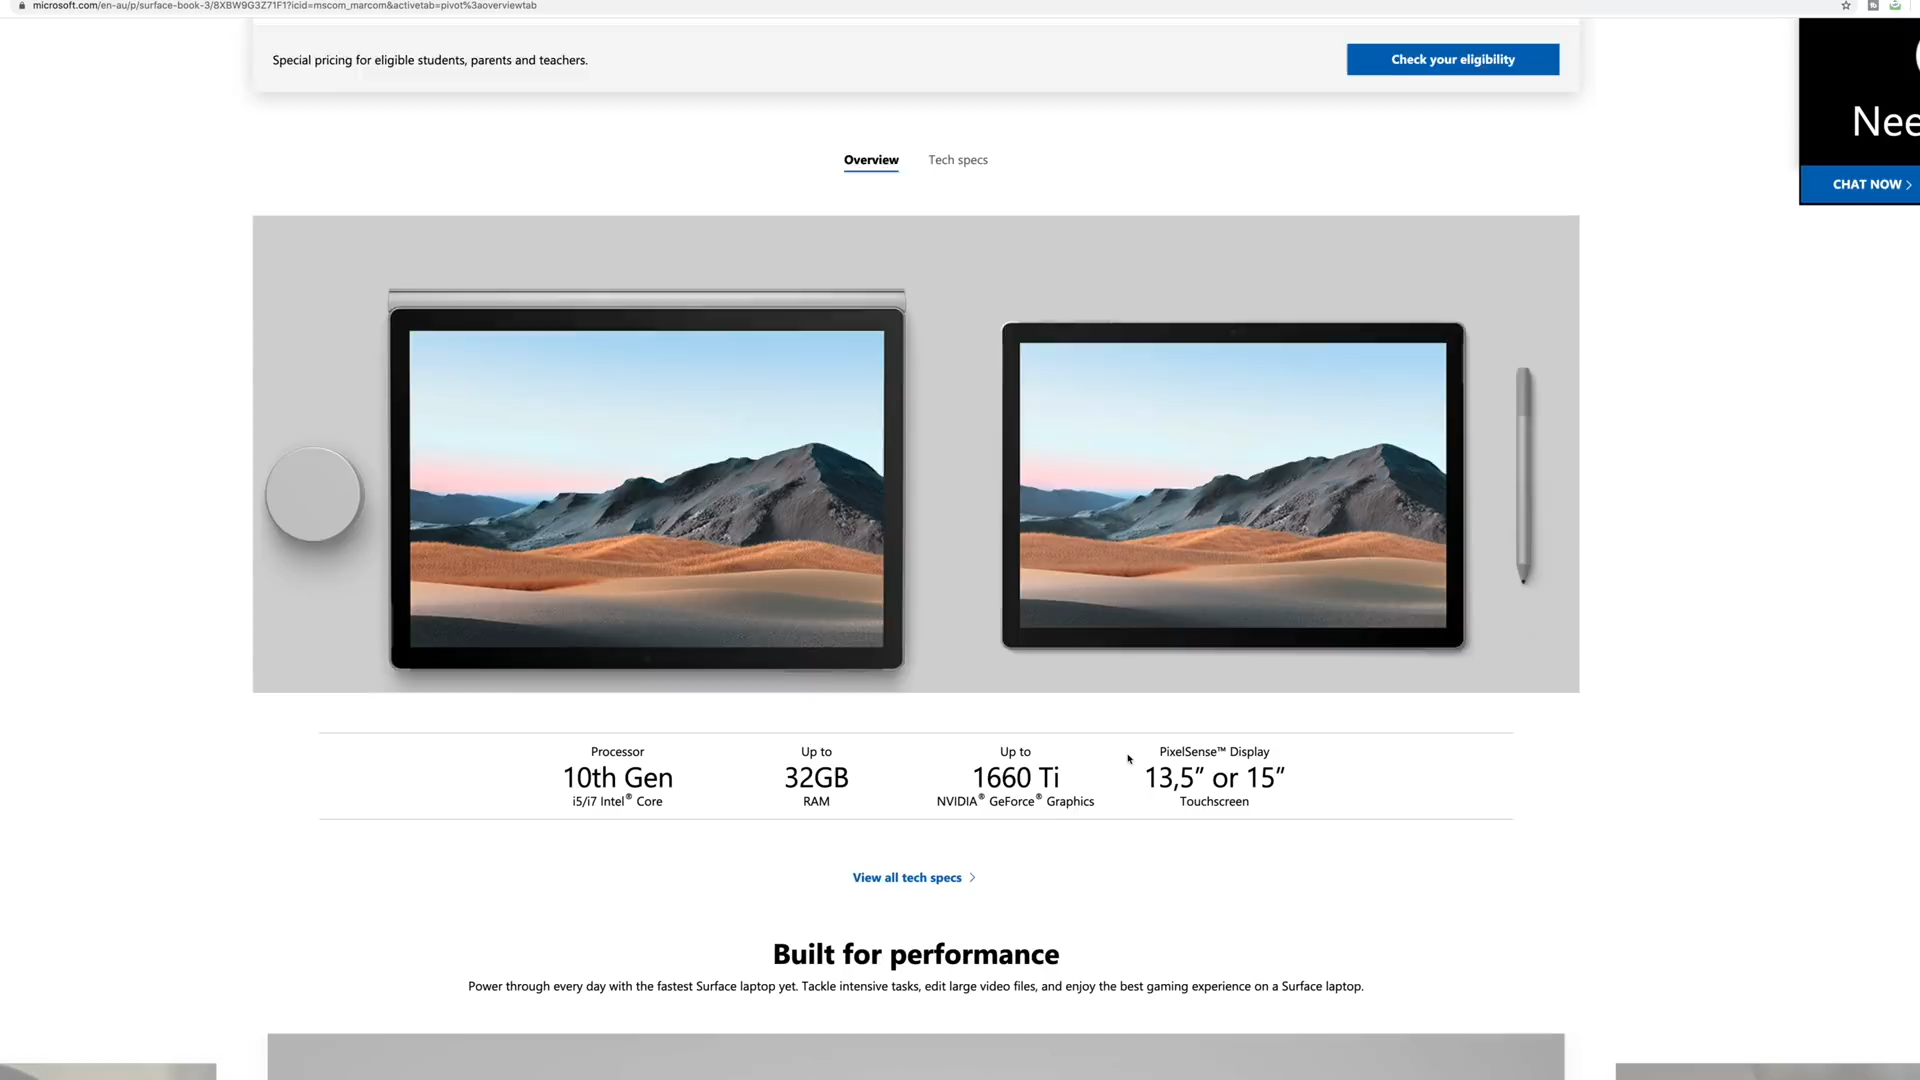 microsoft.com/en-au/p/surface-book-3/8XBW9G3Z71F1?icid=mscom_marcom&activetab=pivot%3aoverviewtab
Special pricing for eligible students, parents and teachers.
Check your eligibility
Nee
CHAT NOW
Overview
Tech specs
Processor
10th Gen
i5/i7 Intel® Core
Up to
32GB
RAM
Up to
1660 Ti
NVIDIA® GeForce® Graphics
PixelSense™ Display
13,5” or 15”
Touchscreen
View all tech specs
Built for performance
Power through every day with the fastest Surface laptop yet. Tackle intensive tasks, edit large video files, and enjoy the best gaming experience on a Surface laptop.